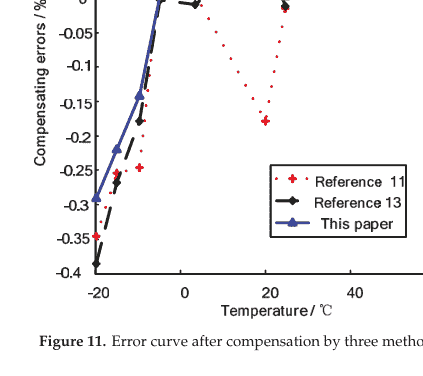 Compensating errors / %
0
-0.05
-0.1
-0.15
-0.2
-0.25
-0.3
-0.35
-0.4
-20
0
20
40
Temperature / ℃
Reference 11
Reference 13
This paper
Figure 11. Error curve after compensation by three metho